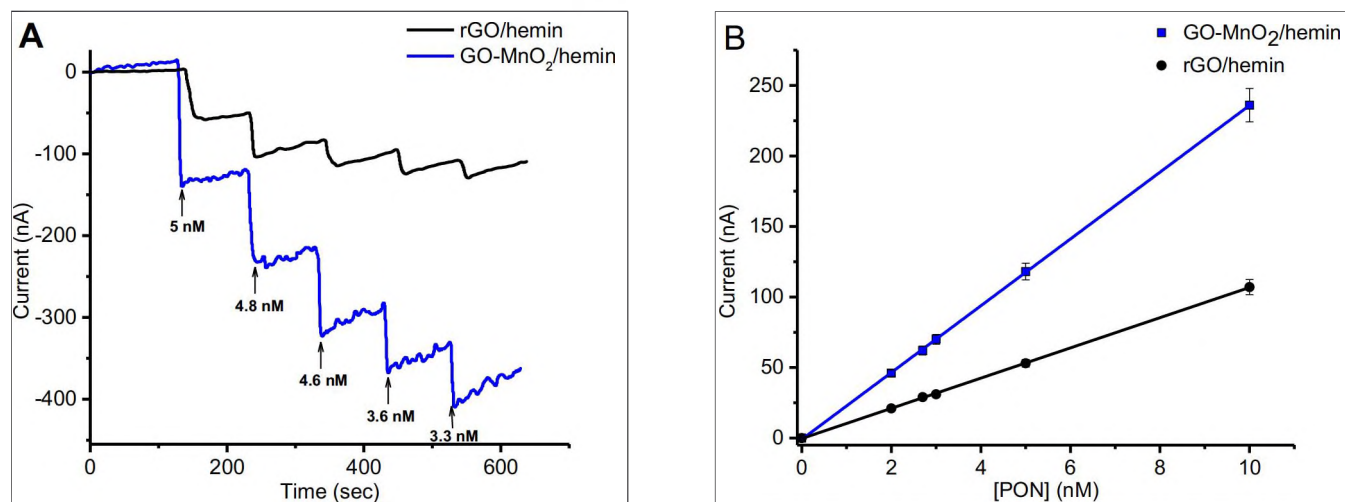 A
rGO/hemin
GO-MnO₂/hemin
0
-100
-200
-300
-400
Current (nA)
5 nM
4.8 nM
4.6 nM
3.6 nM
3.3 nM
0 200 400 600
Time (sec)
B
GO-MnO₂/hemin
rGO/hemin
250
200
150
100
50
0
Current (nA)
0 2 4 6 8 10
[PON] (nM)